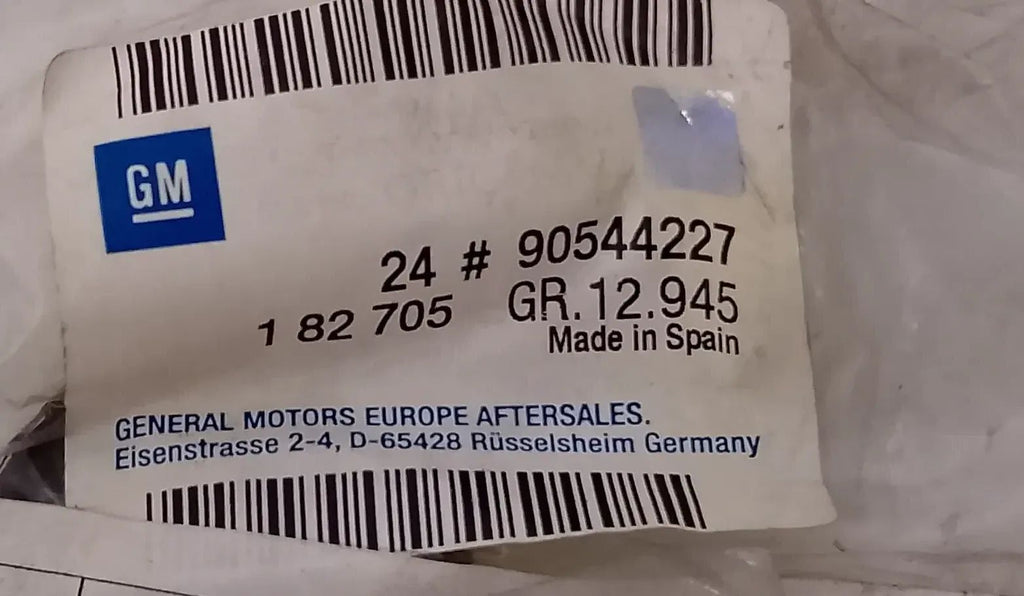 GM
24 # 90544227
1 82 705 GR.12.945
Made in Spain
GENERAL MOTORS EUROPE AFTERSALES.
Eisenstrasse 2-4, D-65428 Rüsselsheim Germany